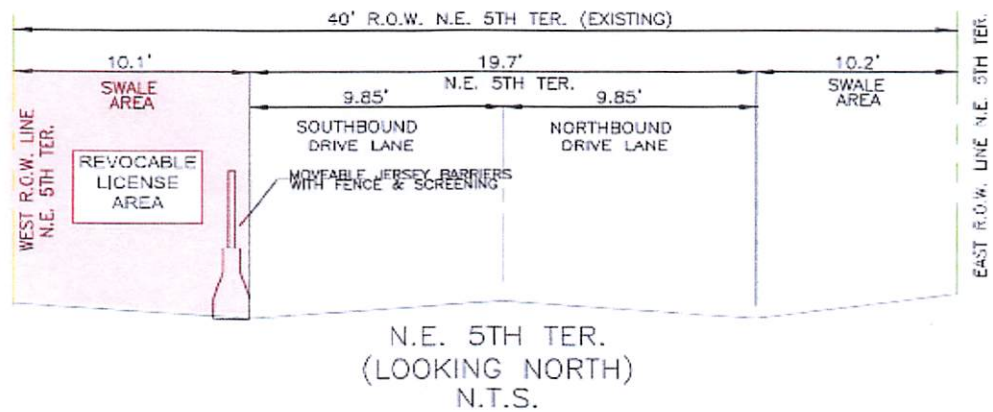 40' R.O.W. N.E. 5TH TER. (EXISTING)
10.1'
19.7'
10.2'
SWALE
AREA
N.E. 5TH TER.
SWALE
AREA
9.85'
9.85'
SOUTHBOUND
DRIVE LANE
NORTHBOUND
DRIVE LANE
WEST R.O.W. LINE
N.E. 5TH TER.
REVOCABLE
LICENSE
AREA
MOVEABLE JERSEY BARRIERS
WITH FENCE & SCREENING
EAST R.O.W. LINE N.E. 5TH TER.
N.E. 5TH TER.
(LOOKING NORTH)
N.T.S.